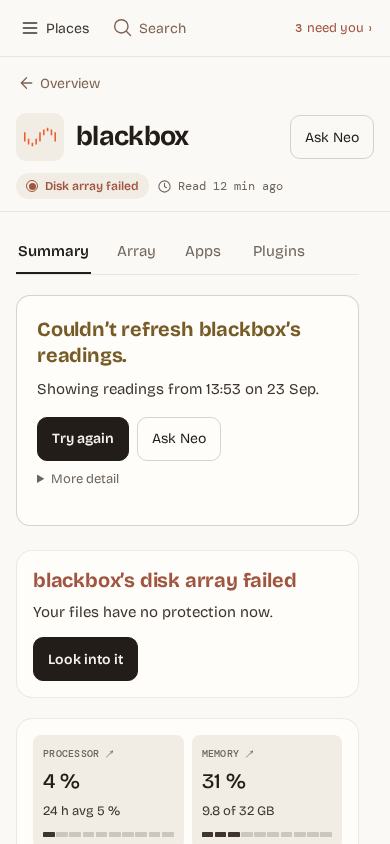 Places
Search
3 need you ›
← Overview
blackbox
Ask Neo
Disk array failed
Read 12 min ago
Summary
Array
Apps
Plugins
Couldn’t refresh blackbox’s
readings.
Showing readings from 13:53 on 23 Sep.
Try again
Ask Neo
▶ More detail
blackbox’s disk array failed
Your files have no protection now.
Look into it
PROCESSOR ↗
4 %
24 h avg 5 %
MEMORY ↗
31 %
9.8 of 32 GB